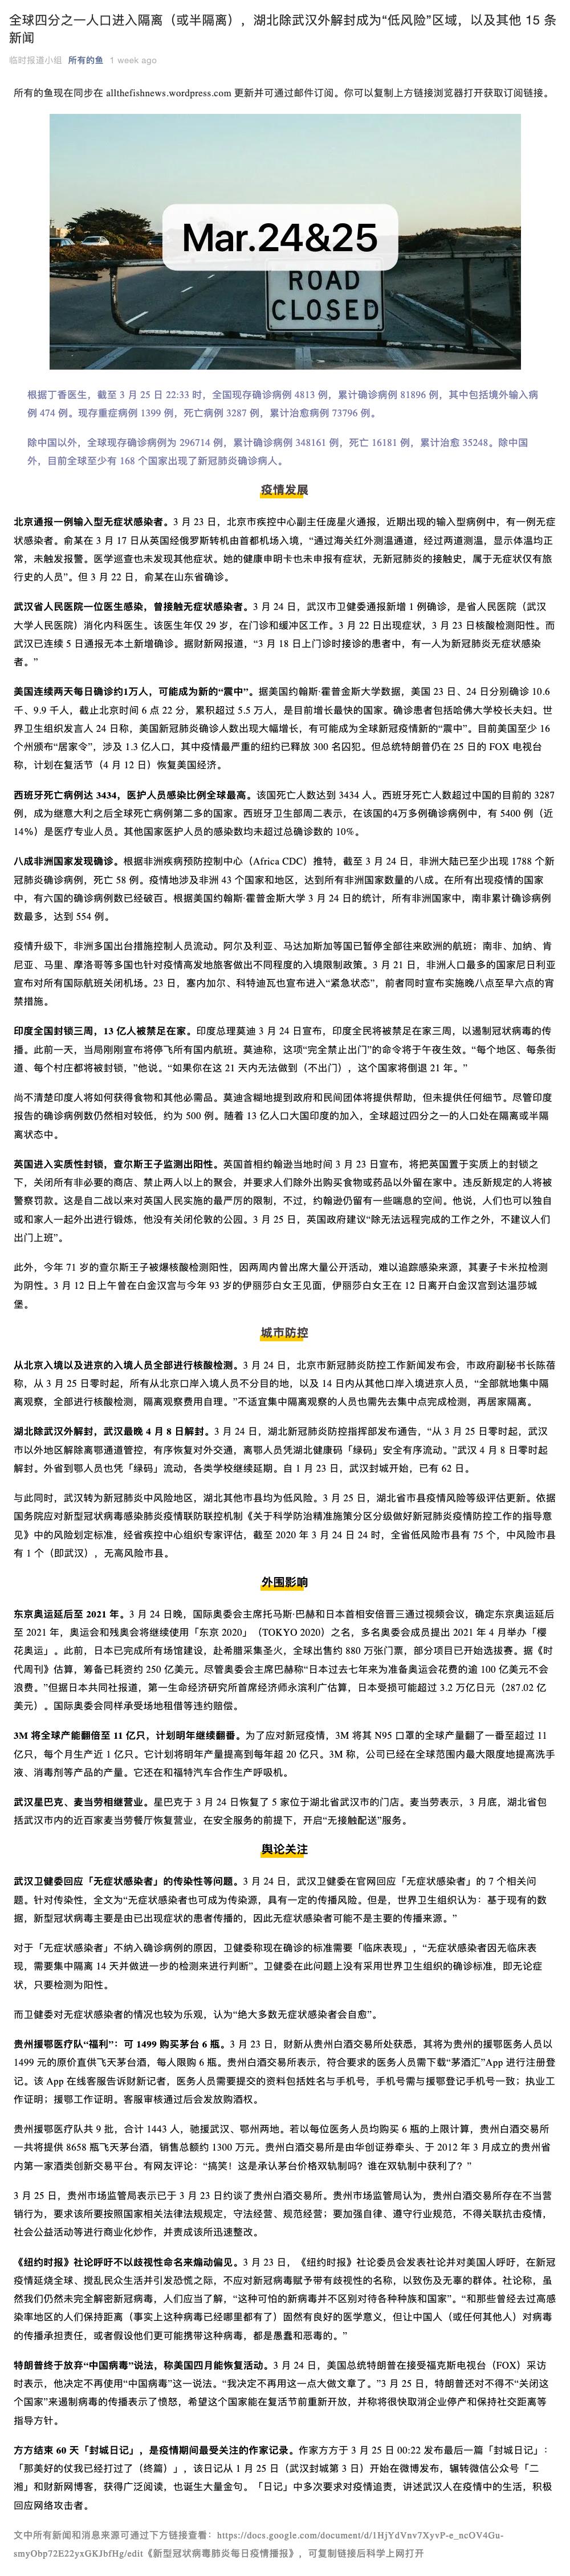 全球四分之一人口进入隔离（或半隔离），湖北除武汉外解封成为“低风险”区域，以及其他 15 条
新闻
临时报道小组 所有的鱼 1 week ago
所有的鱼现在同步在 allthefishnews.wordpress.com 更新并可通过邮件订阅。你可以复制上方链接浏览器打开获取订阅链接。
Mar.24&25
ROAD
CLOSED
根据丁香医生，截至 3 月 25 日 22:33 时，全国现存确诊病例 4813 例，累计确诊病例 81896 例，其中包括境外输入病
例 474 例。现存重症病例 1399 例，死亡病例 3287 例，累计治愈病例 73796 例。
除中国以外，全球现存确诊病例为 296714 例，累计确诊病例 348161 例，死亡 16181 例，累计治愈 35248。除中国
外，目前全球至少有 168 个国家出现了新冠肺炎确诊病人。
疫情发展
北京通报一例输入型无症状感染者。3 月 23 日，北京市疾控中心副主任庞星火通报，近期出现的输入型病例中，有一例无症
状感染者。俞某在 3 月 17 日从英国经俄罗斯转机由首都机场入境，“通过海关红外测温通道，经过两道测温，显示体温均正
常，未触发报警。医学巡查也未发现其他症状。她的健康申明卡也未申报有症状，无新冠肺炎的接触史，属于无症状仅有旅
行史的人员”。但 3 月 22 日，俞某在山东省确诊。
武汉省人民医院一位医生感染，曾接触无症状感染者。3 月 24 日，武汉市卫健委通报新增 1 例确诊，是省人民医院（武汉
大学人民医院）消化内科医生。该医生年仅 29 岁，在门诊和缓冲区工作。3 月 22 日出现症状，3 月 23 日核酸检测阳性。而
武汉已连续 5 日通报无本土新增确诊。据财新网报道，“3 月 18 日上门诊时接诊的患者中，有一人为新冠肺炎无症状感染
者。”
美国连续两天每日确诊约1万人，可能成为新的“震中”。据美国约翰斯·霍普金斯大学数据，美国 23 日、24 日分别确诊 10.6
千、9.9 千人，截止北京时间 6 点 22 分，累积超过 5.5 万人，是目前增长最快的国家。确诊患者包括哈佛大学校长夫妇。世
界卫生组织发言人 24 日称，美国新冠肺炎确诊人数出现大幅增长，有可能成为全球新冠疫情新的“震中”。目前美国至少 16
个州颁布“居家令”，涉及 1.3 亿人口，其中疫情最严重的纽约已释放 300 名囚犯。但总统特朗普仍在 25 日的 FOX 电视台
称，计划在复活节（4 月 12 日）恢复美国经济。
西班牙死亡病例达 3434，医护人员感染比例全球最高。该国死亡人数达到 3434 人。西班牙死亡人数超过中国的目前的 3287
例，成为继意大利之后全球死亡病例第二多的国家。西班牙卫生部周二表示，在该国的4万多例确诊病例中，有 5400 例（近
14%）是医疗专业人员。其他国家医护人员的感染数均未超过总确诊数的 10%。
八成非洲国家发现确诊。根据非洲疾病预防控制中心（Africa CDC）推特，截至 3 月 24 日，非洲大陆已至少出现 1788 个新
冠肺炎确诊病例，死亡 58 例。疫情地涉及非洲 43 个国家和地区，达到所有非洲国家数量的八成。在所有出现疫情的国家
中，有六国的确诊病例数已经破百。根据美国约翰斯·霍普金斯大学 3 月 24 日的统计，所有非洲国家中，南非累计确诊病例
数最多，达到 554 例。
疫情升级下，非洲多国出台措施控制人员流动。阿尔及利亚、马达加斯加等国已暂停全部往来欧洲的航班；南非、加纳、肯
尼亚、马里、摩洛哥等多国也针对疫情高发地旅客做出不同程度的入境限制政策。3 月 21 日，非洲人口最多的国家尼日利亚
宣布对所有国际航班关闭机场。23 日，塞内加尔、科特迪瓦也宣布进入“紧急状态”，前者同时宣布实施晚八点至早六点的宵
禁措施。
印度全国封锁三周，13 亿人被禁足在家。印度总理莫迪 3 月 24 日宣布，印度全民将被禁足在家三周，以遏制冠状病毒的传
播。此前一天，当局刚刚宣布将停飞所有国内航班。莫迪称，这项“完全禁止出门”的命令将于午夜生效。“每个地区、每条街
道、每个村庄都将被封锁，”他说。“如果你在这 21 天内无法做到（不出门），这个国家将倒退 21 年。”
尚不清楚印度人将如何获得食物和其他必需品。莫迪含糊地提到政府和民间团体将提供帮助，但未提供任何细节。尽管印度
报告的确诊病例数仍然相对较低，约为 500 例。随着 13 亿人口大国印度的加入，全球超过四分之一的人口处在隔离或半隔
离状态中。
英国进入实质性封锁，查尔斯王子监测出阳性。英国首相约翰逊当地时间 3 月 23 日宣布，将把英国置于实质上的封锁之
下，关闭所有非必要的商店、禁止两人以上的聚会，并要求人们除外出购买食物或药品以外留在家中。违反新规定的人将被
警察罚款。这是自二战以来对英国人民实施的最严厉的限制，不过，约翰逊仍留有一些喘息的空间。他说，人们也可以独自
或和家人一起外出进行锻炼，他没有关闭伦敦的公园。3 月 25 日，英国政府建议“除无法远程完成的工作之外，不建议人们
出门上班”。
此外，今年 71 岁的查尔斯王子被爆核酸检测阳性，因两周内曾出席大量公开活动，难以追踪感染来源，其妻子卡米拉检测
为阴性。3 月 12 日上午曾在白金汉宫与今年 93 岁的伊丽莎白女王见面，伊丽莎白女王在 12 日离开白金汉宫到达温莎城
堡。
城市防控
从北京入境以及进京的入境人员全部进行核酸检测。3 月 24 日，北京市新冠肺炎防控工作新闻发布会，市政府副秘书长陈蓓
称，从 3 月 25 日零时起，所有从北京口岸入境人员不分目的地，以及 14 日内从其他口岸入境进京人员，“全部就地集中隔
离观察，全部进行核酸检测，隔离观察费用自理。”不适宜集中隔离观察的人员也需先去集中点完成检测，再居家隔离。
湖北除武汉外解封，武汉最晚 4 月 8 日解封。3 月 24 日，湖北新冠肺炎防控指挥部发布通告，“从 3 月 25 日零时起，武汉
市以外地区解除离鄂通道管控，有序恢复对外交通，离鄂人员凭湖北健康码「绿码」安全有序流动。”武汉 4 月 8 日零时起
解封。外省到鄂人员也凭「绿码」流动，各类学校继续延期。自 1 月 23 日，武汉封城开始，已有 62 日。
与此同时，武汉转为新冠肺炎中风险地区，湖北其他市县均为低风险。3 月 25 日，湖北省市县疫情风险等级评估更新。依据
国务院应对新型冠状病毒感染肺炎疫情联防联控机制《关于科学防治精准施策分区分级做好新冠肺炎疫情防控工作的指导意
见》中的风险划定标准，经省疾控中心组织专家评估，截至 2020 年 3 月 24 日 24 时，全省低风险市县有 75 个，中风险市县
有 1 个（即武汉），无高风险市县。
外围影响
东京奥运延后至 2021 年。3 月 24 日晚，国际奥委会主席托马斯·巴赫和日本首相安倍晋三通过视频会议，确定东京奥运延后
至 2021 年，奥运会和残奥会将继续使用「东京 2020」（TOKYO 2020）之名，多名奥委会成员提出 2021 年 4 月举办「樱
花奥运」。此前，日本已完成所有场馆建设，赴希腊采集圣火，全球出售约 880 万张门票，部分项目已开始选拔赛。据《时
代周刊》估算，筹备已耗资约 250 亿美元。尽管奥委会主席巴赫称“日本过去七年来为准备奥运会花费的逾 100 亿美元不会
浪费。”但据日本共同社报道，第一生命经济研究所首席经济师永滨利广估算，日本受损可能超过 3.2 万亿日元（287.02 亿
美元）。国际奥委会同样承受场地租借等违约赔偿。
3M 将全球产能翻倍至 11 亿只，计划明年继续翻番。为了应对新冠疫情，3M 将其 N95 口罩的全球产量翻了一番至超过 11
亿只，每个月生产近 1 亿只。它计划将明年产量提高到每年超 20 亿只。3M 称，公司已经在全球范围内最大限度地提高洗手
液、消毒剂等产品的产量。它还在和福特汽车合作生产呼吸机。
武汉星巴克、麦当劳相继营业。星巴克于 3 月 24 日恢复了 5 家位于湖北省武汉市的门店。麦当劳表示，3 月底，湖北省包
括武汉市内的近百家麦当劳餐厅恢复营业，在安全服务的前提下，开启“无接触配送”服务。
舆论关注
武汉卫健委回应「无症状感染者」的传染性等问题。3 月 24 日，武汉卫健委在官网回应「无症状感染者」的 7 个相关问
题。针对传染性，全文为“无症状感染者也可成为传染源，具有一定的传播风险。但是，世界卫生组织认为：基于现有的数
据，新型冠状病毒主要是由已出现症状的患者传播的，因此无症状感染者可能不是主要的传播来源。”
对于「无症状感染者」不纳入确诊病例的原因，卫健委称现在确诊的标准需要「临床表现」，“无症状感染者因无临床表
现，需要集中隔离 14 天并做进一步的检测来进行判断”。卫健委在此问题上没有采用世界卫生组织的确诊标准，即无论症
状，只要检测为阳性。
而卫健委对无症状感染者的情况也较为乐观，认为“绝大多数无症状感染者会自愈”。
贵州援鄂医疗队“福利”：可 1499 购买茅台 6 瓶。3 月 23 日，财新从贵州白酒交易所处获悉，其将为贵州的援鄂医务人员以
1499 元的原价直供飞天茅台酒，每人限购 6 瓶。贵州白酒交易所表示，符合要求的医务人员需下载“茅酒汇”App 进行注册登
记。该 App 在线客服告诉财新记者，医务人员需要提交的资料包括姓名与手机号，手机号需与援鄂登记手机号一致；执业工
作证明；援鄂工作证明。客服审核通过后会发放购酒权。
贵州援鄂医疗队共 9 批，合计 1443 人，驰援武汉、鄂州两地。若以每位医务人员均购买 6 瓶的上限计算，贵州白酒交易所
一共将提供 8658 瓶飞天茅台酒，销售总额约 1300 万元。贵州白酒交易所是由华创证券牵头、于 2012 年 3 月成立的贵州省
内第一家酒类创新交易平台。有网友评论：“搞笑！这是承认茅台价格双轨制吗？谁在双轨制中获利了？”
3 月 25 日，贵州市场监管局表示已于 3 月 23 日约谈了贵州白酒交易所。贵州市场监管局认为，贵州白酒交易所存在不当营
销行为，要求该所要按照国家相关法律法规规定，守法经营、规范经营；要加强自律、遵守行业规范，不得关联抗击疫情，
社会公益活动等进行商业化炒作，并责成该所迅速整改。
《纽约时报》社论呼吁不以歧视性命名来煽动偏见。3 月 23 日，《纽约时报》社论委员会发表社论并对美国人呼吁，在新冠
疫情延烧全球、搅乱民众生活并引发恐慌之际，不应对新冠病毒赋予带有歧视性的名称，以致伤及无辜的群体。社论称，虽
然我们仍然未完全解密新冠病毒，人们应当了解，“这种可怕的新病毒并不区别对待各种种族和国家”。“和那些曾经去过高感
染率地区的人们保持距离（事实上这种病毒已经哪里都有了）固然有良好的医学意义，但让中国人（或任何其他人）对病毒
的传播承担责任，或者假设他们更可能携带这种病毒，都是愚蠢和恶毒的。”
特朗普终于放弃“中国病毒”说法，称美国四月能恢复活动。3 月 24 日，美国总统特朗普在接受福克斯电视台（FOX）采访
时表示，他决定不再使用“中国病毒”这一说法。“我决定不再用这一点大做文章了。”3 月 25 日，特朗普还对不得不“关闭这
个国家”来遏制病毒的传播表示了愤怒，希望这个国家能在复活节前重新开放，并称将很快取消企业停产和保持社交距离等
指导方针。
方方结束 60 天「封城日记」，是疫情期间最受关注的作家记录。作家方方于 3 月 25 日 00:22 发布最后一篇「封城日记」：
「那美好的仗我已经打过了（终篇）」，该日记从 1 月 25 日（武汉封城第 3 日）开始在微博发布，辗转微信公众号「二
湘」和财新网博客，获得广泛阅读，也诞生大量金句。「日记」中多次要求对疫情追责，讲述武汉人在疫情中的生活，积极
回应网络攻击者。
文中所有新闻和消息来源可通过下方链接查看：https://docs.google.com/document/d/1HjYdVnv7XyvP-e_ncOV4Gu-
smyObp72E22yxGKJbfHg/edit《新型冠状病毒肺炎每日疫情播报》，可复制链接后科学上网打开